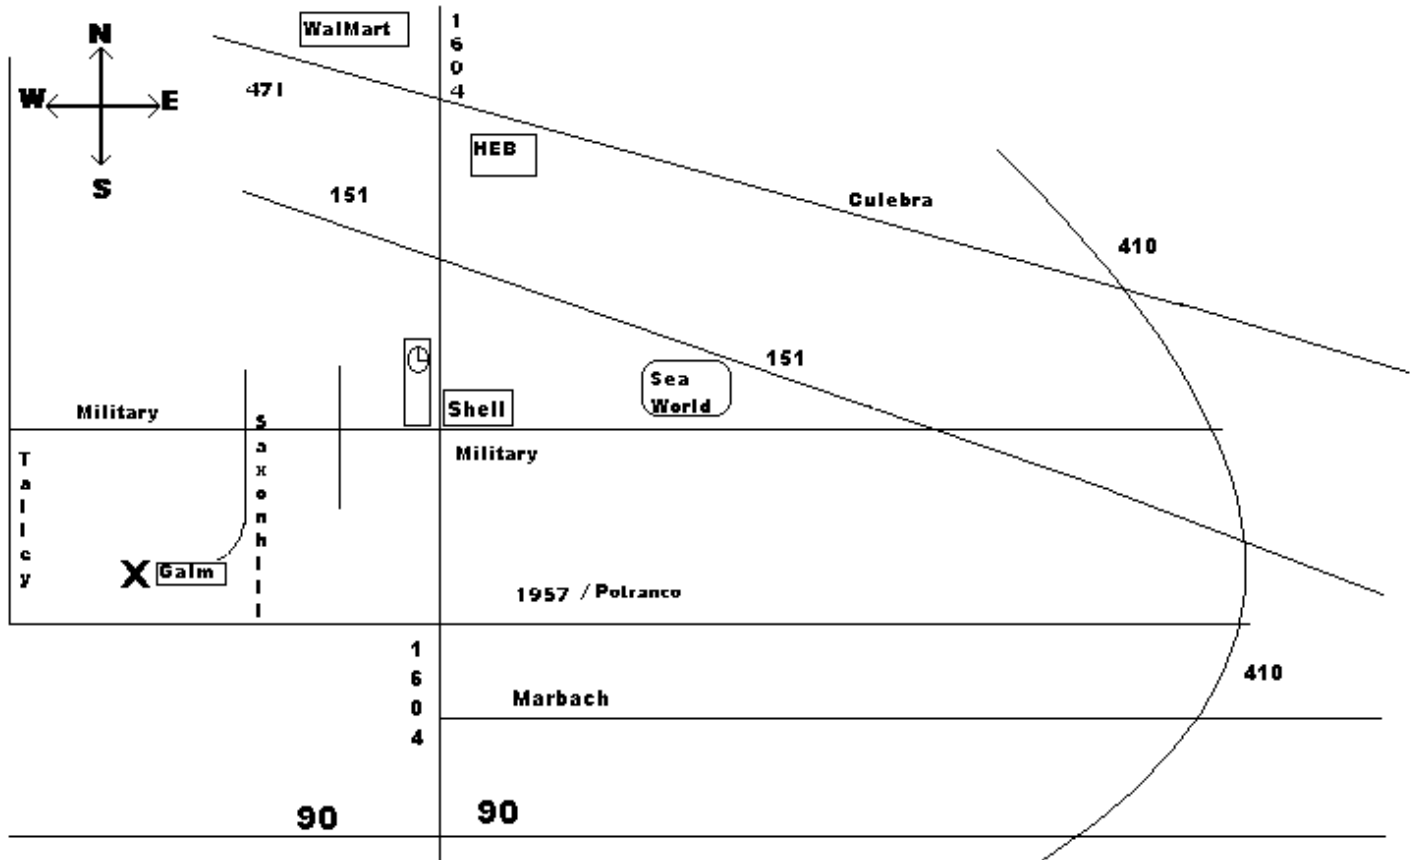 N
W E
S
WalMart
1604
471
HEB
151
Culebra
410
151
Sea
World
Shell
Military
Military
Saxonhill
Talley
X Galm
1957 / Potranco
1604
410
Marbach
90
90